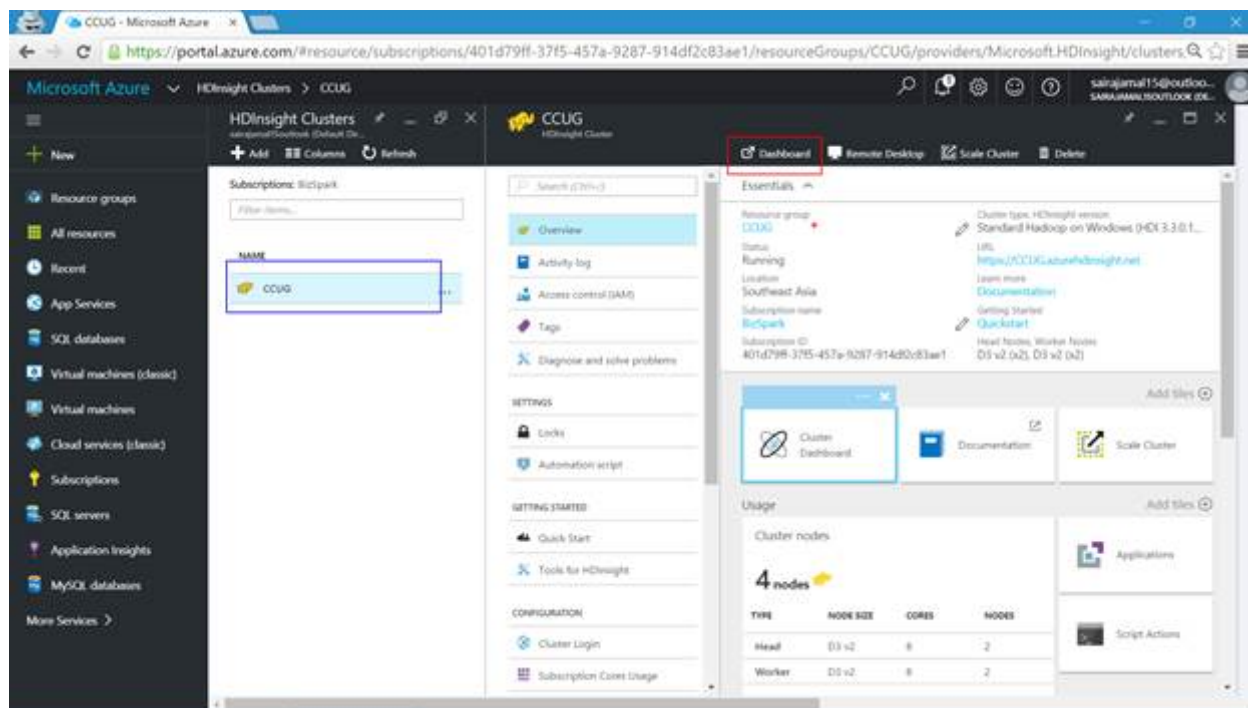 CCUG - Microsoft Azure
https://portal.azure.com/#resource/subscriptions/401d79ff-37f5-457a-9287-914df2c83ae1/resourceGroups/CCUG/providers/Microsoft.HDInsight/clusters
Microsoft Azure
HDInsight Clusters > CCUG
sairajamal15@outloo...
New
Resource groups
All resources
Recent
App Services
SQL databases
Virtual machines (classic)
Virtual machines
Cloud services (classic)
Subscriptions
SQL servers
Application Insights
MySQL databases
More Services >
HDInsight Clusters
Add
Columns
Refresh
Subscriptions: BizSpark
Filter items...
NAME
CCUG
...
CCUG
HDInsight Cluster
Search (Ctrl+/)
Overview
Activity log
Access control (IAM)
Tags
Diagnose and solve problems
SETTINGS
Locks
Automation script
GETTING STARTED
Quick Start
Tools for HDInsight
CONFIGURATION
Cluster Login
Subscription Cores Usage
Dashboard
Remote Desktop
Scale Cluster
Delete
Essentials
Resource group
CCUG
Status
Running
Location
Southeast Asia
Subscription name
BizSpark
Subscription ID
401d79ff-37f5-457a-9287-914df2c83ae1
Cluster type, HDInsight version
Standard Hadoop on Windows (HDI 3.3.0.1...
URL
https://CCUG.azurehdinsight.net
Learn more
Documentation
Getting Started
Quickstart
Head Nodes, Worker Nodes
D3 v2 (x2), D3 v2 (x2)
Add tiles
Cluster Dashboard
Documentation
Scale Cluster
Usage
Add tiles
Cluster nodes
4 nodes
TYPE NODE SIZE CORES NODES
Head D3 v2 8 2
Worker D3 v2 8 2
Applications
Script Actions